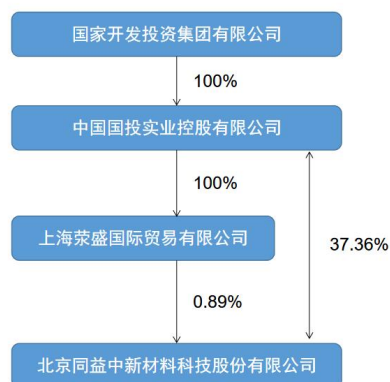 国家开发投资集团有限公司
100%
中国国投实业控股有限公司
100%
上海荥盛国际贸易有限公司
37.36%
0.89%
北京同益中新材料科技股份有限公司